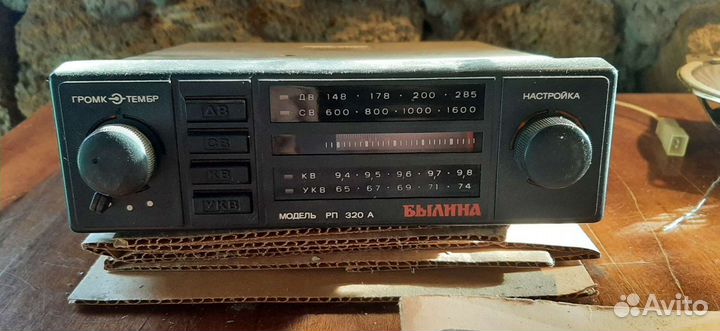 ГРОМК ТЕМБР
ДВ
СВ
КВ
УКВ
ДВ 148 · 178 · 200 · 285
СВ 600 · 800 · 1000 · 1600
КВ 9,4 · 9,5 · 9,6 · 9,7 · 9,8
УКВ 65 · 67 · 69 · 71 · 74
МОДЕЛЬ РП 320 А БЫЛИНА
НАСТРОЙКА
Avito